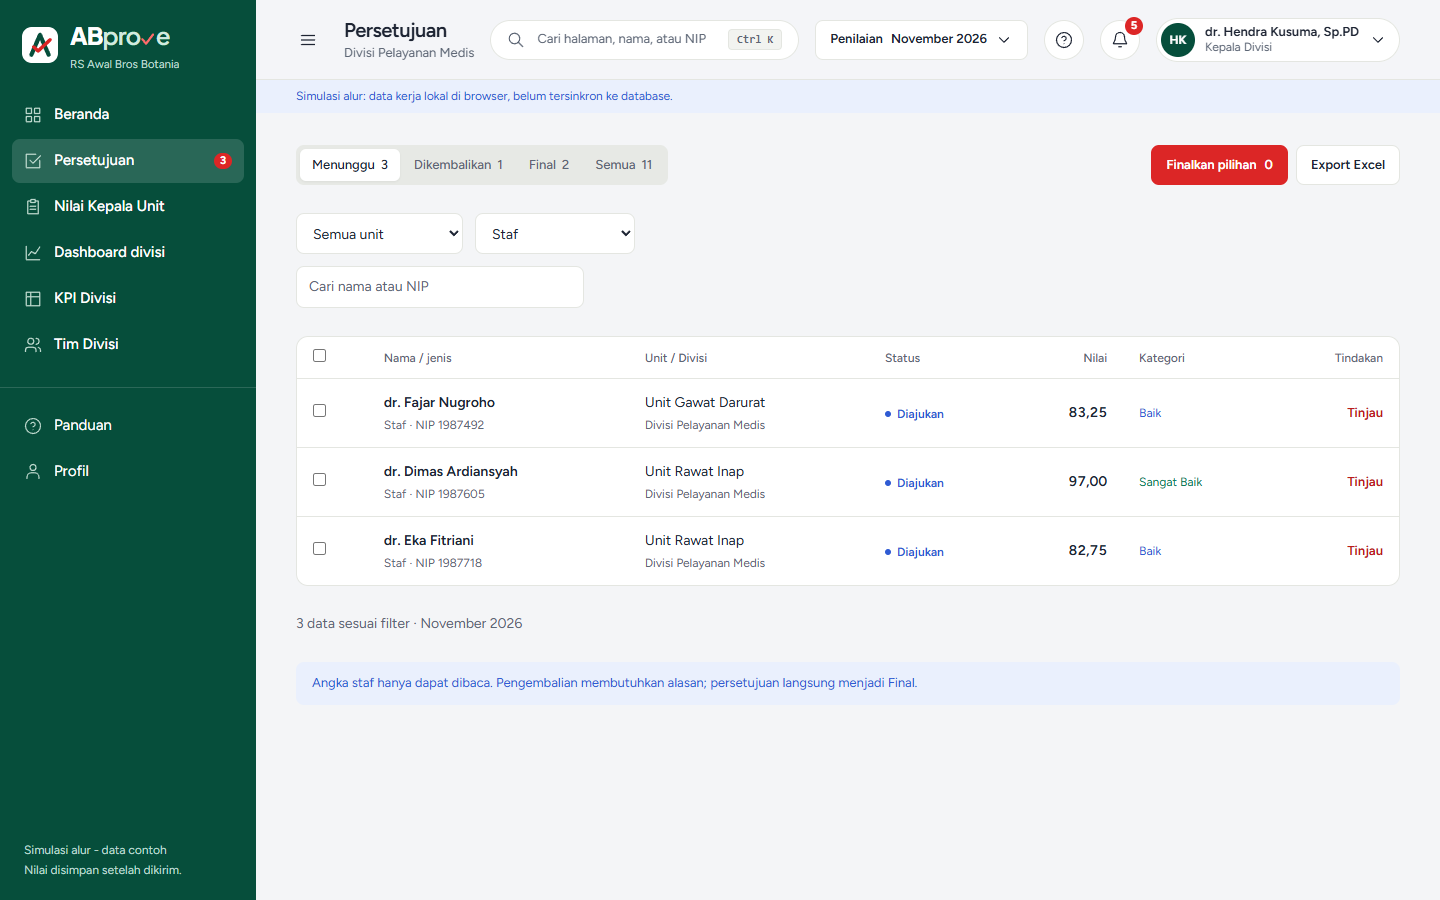 ABprove
RS Awal Bros Botania
Beranda
Persetujuan 3
Nilai Kepala Unit
Dashboard divisi
KPI Divisi
Tim Divisi
Panduan
Profil
Simulasi alur - data contoh
Nilai disimpan setelah dikirim.
Persetujuan
Divisi Pelayanan Medis
Cari halaman, nama, atau NIP Ctrl K
Penilaian November 2026
5
HK
dr. Hendra Kusuma, Sp.PD
Kepala Divisi
Simulasi alur: data kerja lokal di browser, belum tersinkron ke database.
Menunggu 3 Dikembalikan 1 Final 2 Semua 11
Finalkan pilihan 0 Export Excel
Semua unit Staf
Cari nama atau NIP
Nama / jenis Unit / Divisi Status Nilai Kategori Tindakan
dr. Fajar Nugroho Unit Gawat Darurat Diajukan 83,25 Baik Tinjau
Staf · NIP 1987492 Divisi Pelayanan Medis
dr. Dimas Ardiansyah Unit Rawat Inap Diajukan 97,00 Sangat Baik Tinjau
Staf · NIP 1987605 Divisi Pelayanan Medis
dr. Eka Fitriani Unit Rawat Inap Diajukan 82,75 Baik Tinjau
Staf · NIP 1987718 Divisi Pelayanan Medis
3 data sesuai filter · November 2026
Angka staf hanya dapat dibaca. Pengembalian membutuhkan alasan; persetujuan langsung menjadi Final.